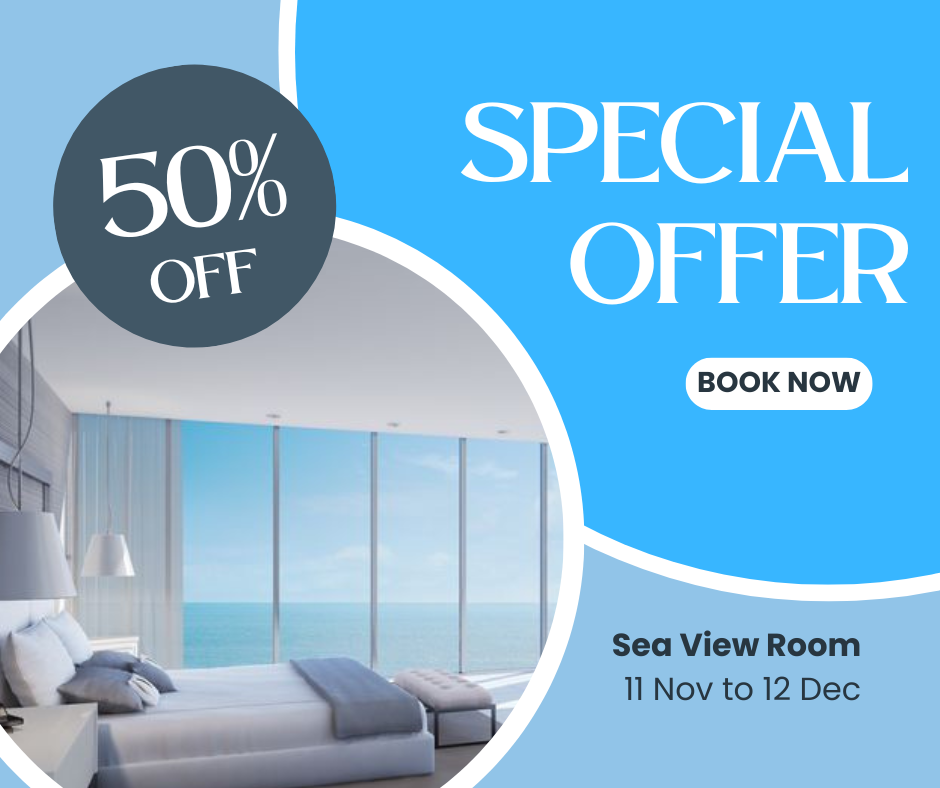 50%
OFF
SPECIAL
OFFER
BOOK NOW
Sea View Room
11 Nov to 12 Dec